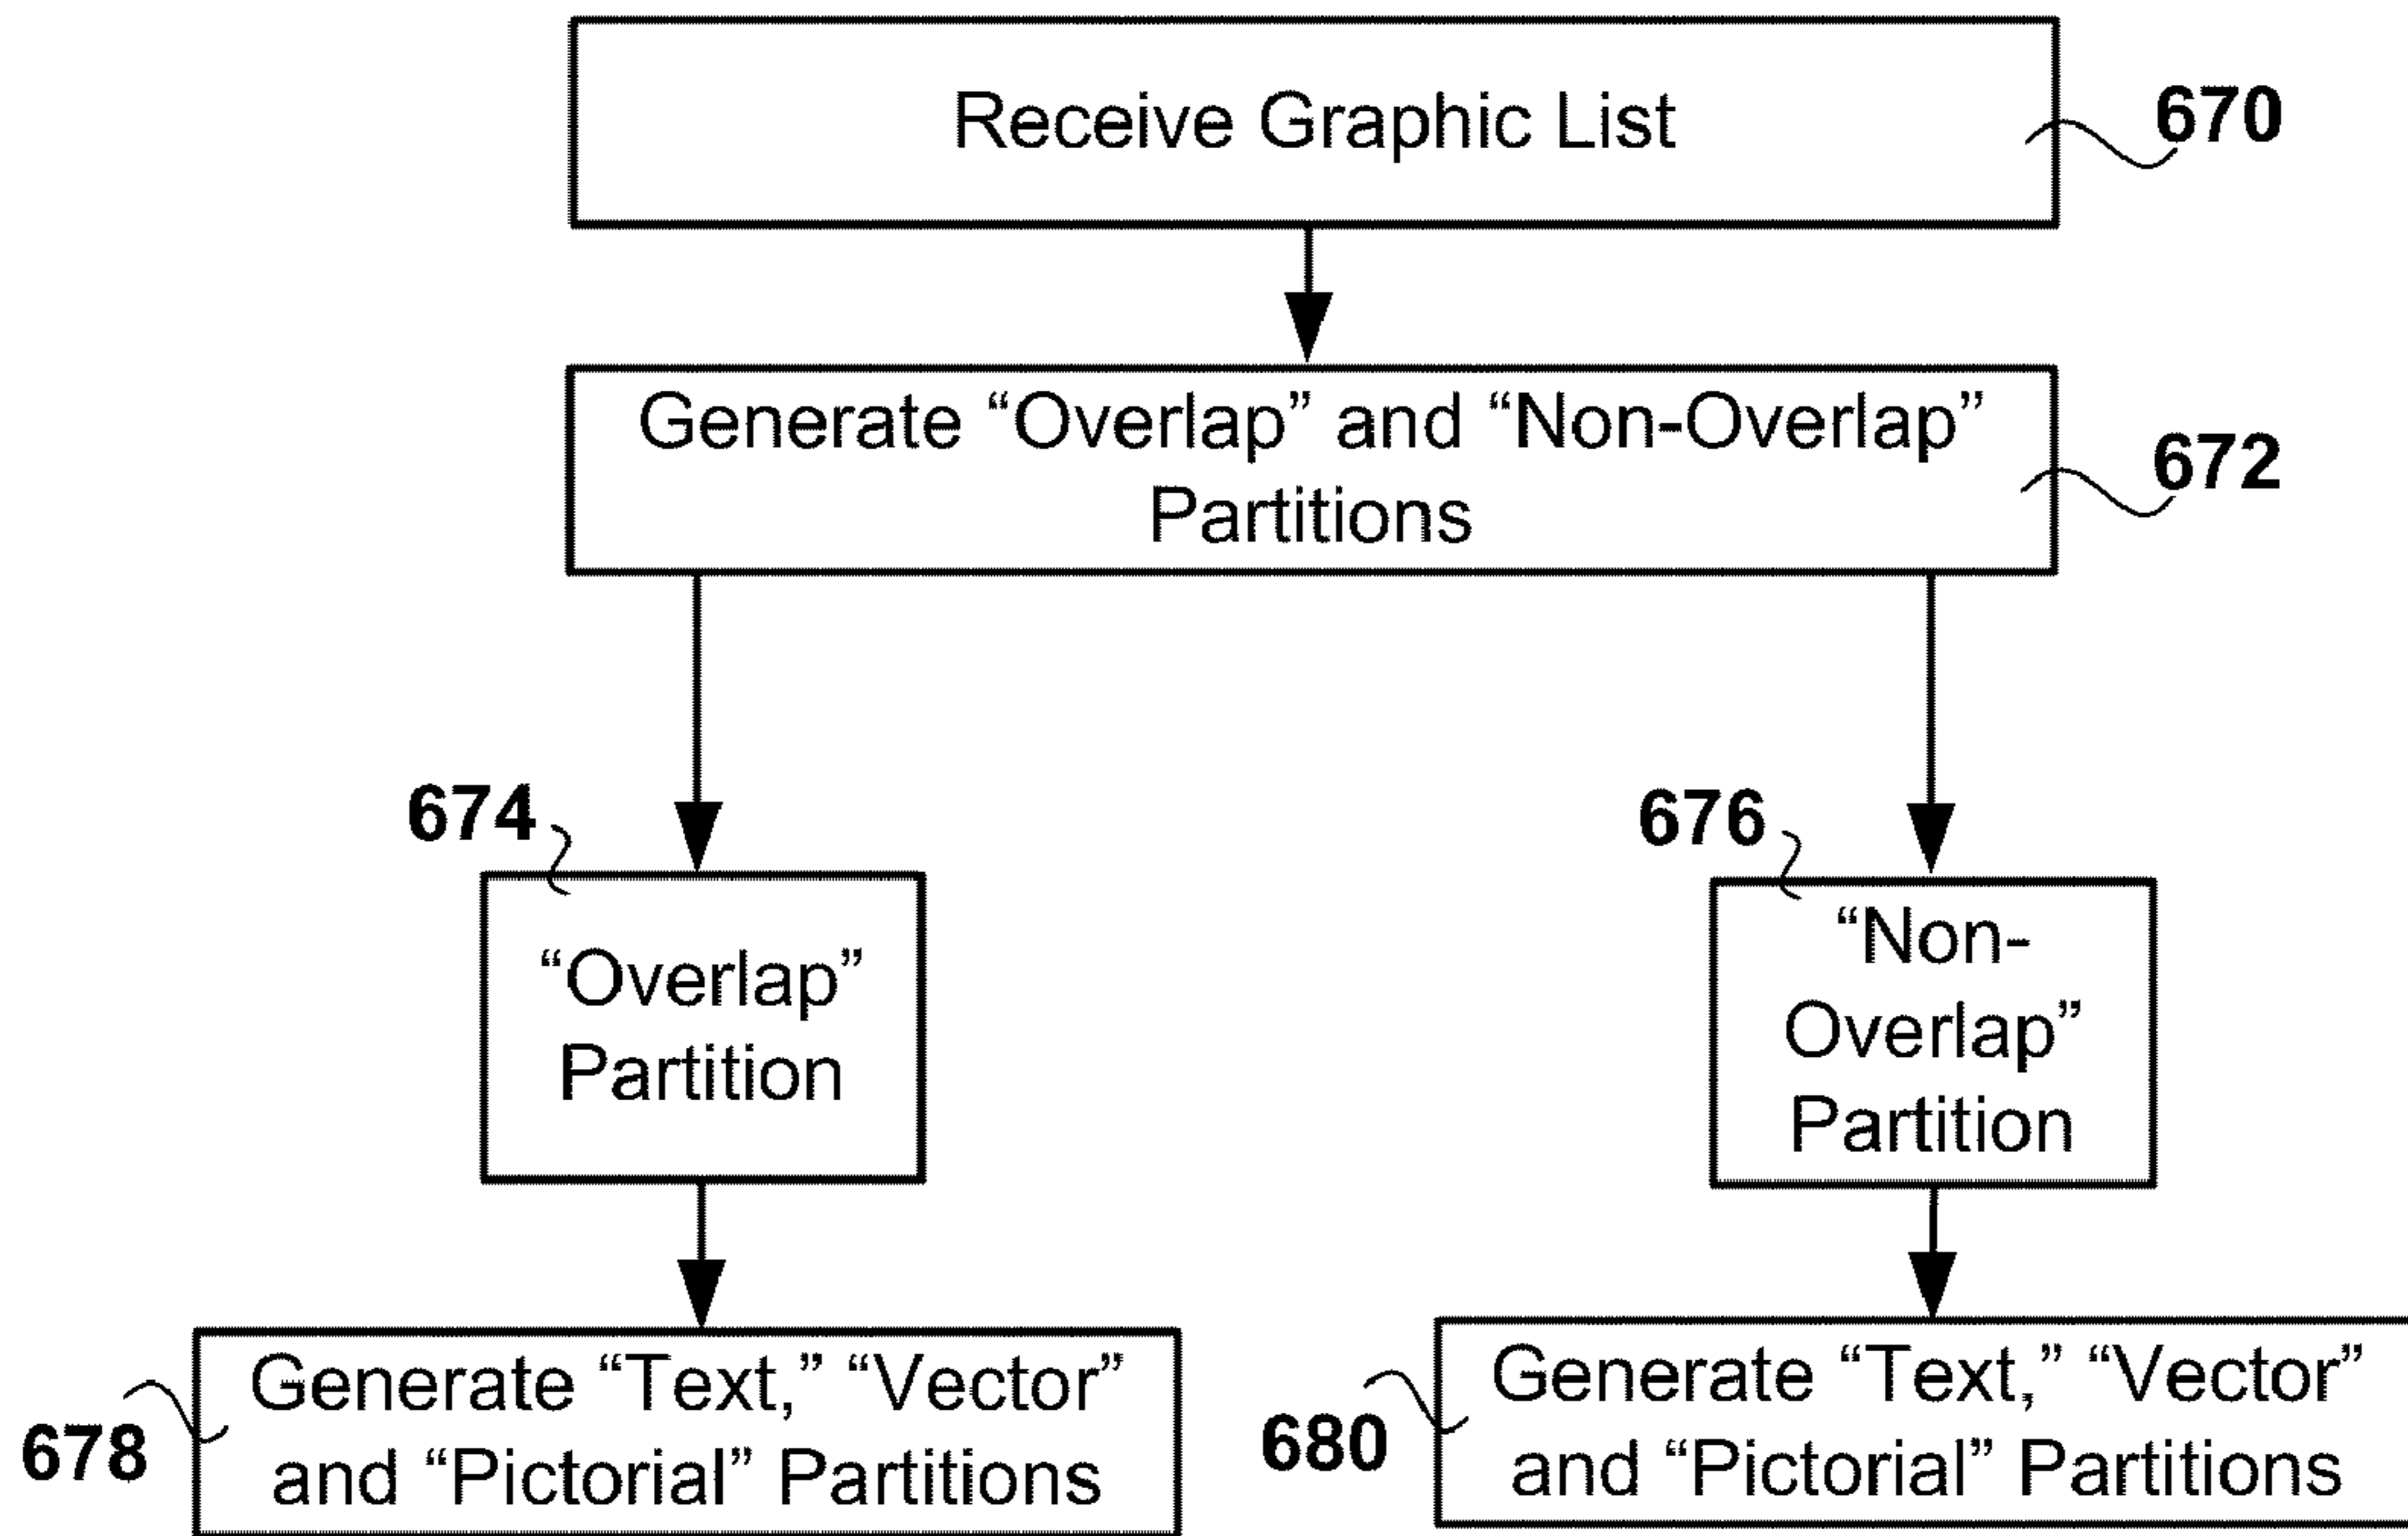 Receive Graphic List
670
Generate “Overlap” and “Non-Overlap”
Partitions
672
674
“Overlap”
Partition
676
“Non-
Overlap”
Partition
678
Generate “Text,” “Vector”
and “Pictorial” Partitions
680
Generate “Text,” “Vector”
and “Pictorial” Partitions